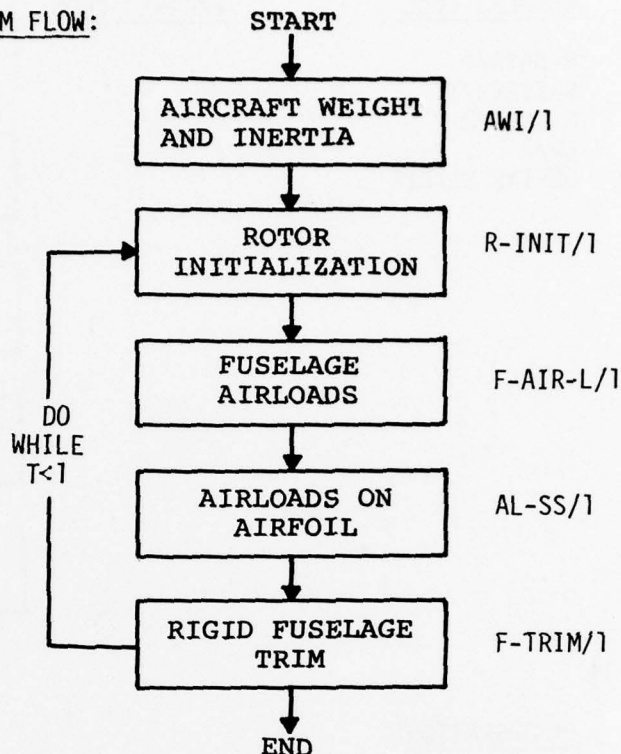 M FLOW:
START
AIRCRAFT WEIGHT
AND INERTIA
AWI/1
ROTOR
INITIALIZATION
R-INIT/1
FUSELAGE
AIRLOADS
F-AIR-L/1
DO
WHILE
T<1
AIRLOADS ON
AIRFOIL
AL-SS/1
RIGID FUSELAGE
TRIM
F-TRIM/1
END